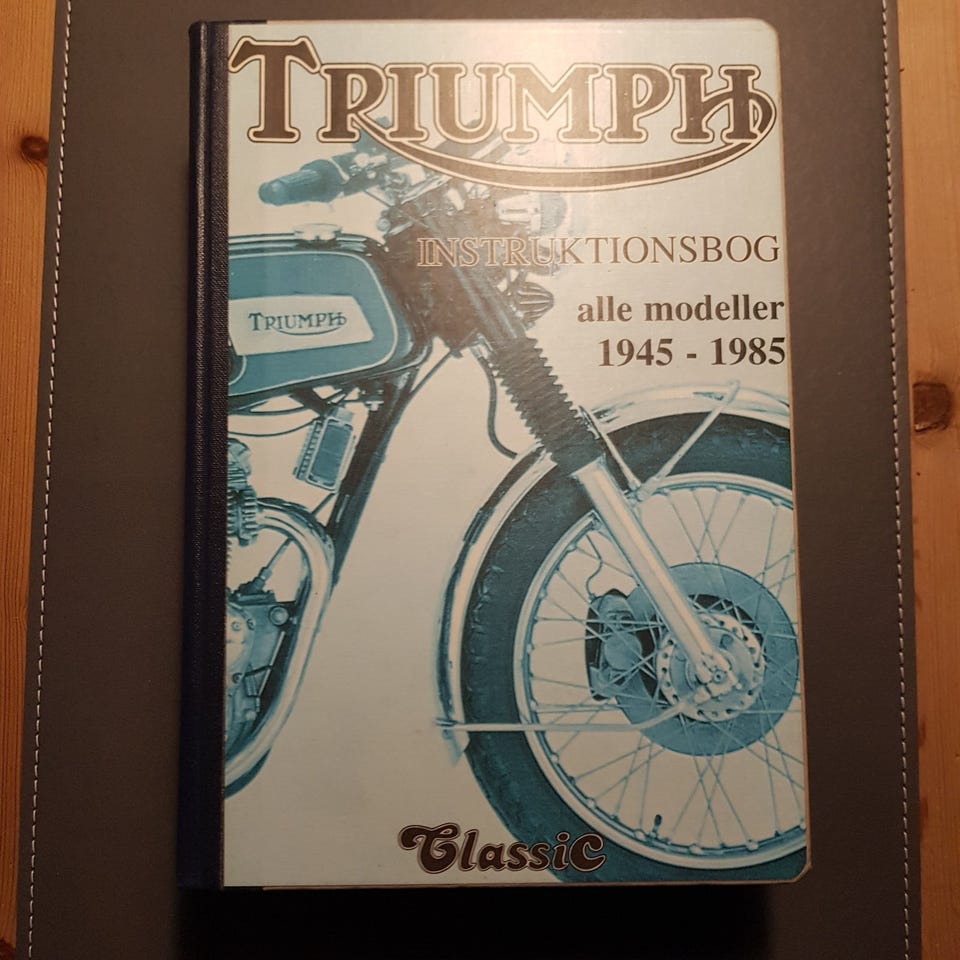 TRIUMPH
INSTRUKTIONSBOG
alle modeller
1945 - 1985
TRIUMPH
Classic